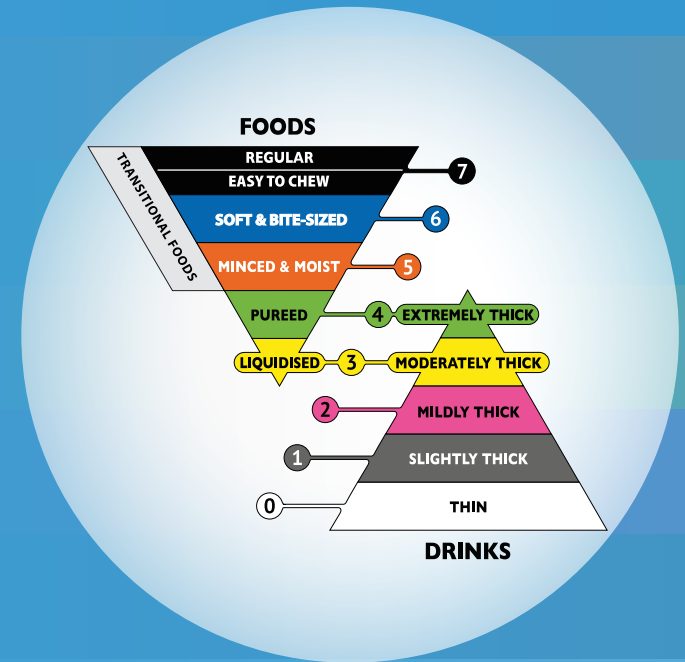 FOODS
REGULAR
EASY TO CHEW
7
TRANSITIONAL FOODS
SOFT & BITE-SIZED
6
MINCED & MOIST
5
PUREED
4
EXTREMELY THICK
LIQUIDISED
3
MODERATELY THICK
2
MILDLY THICK
1
SLIGHTLY THICK
0
THIN
DRINKS